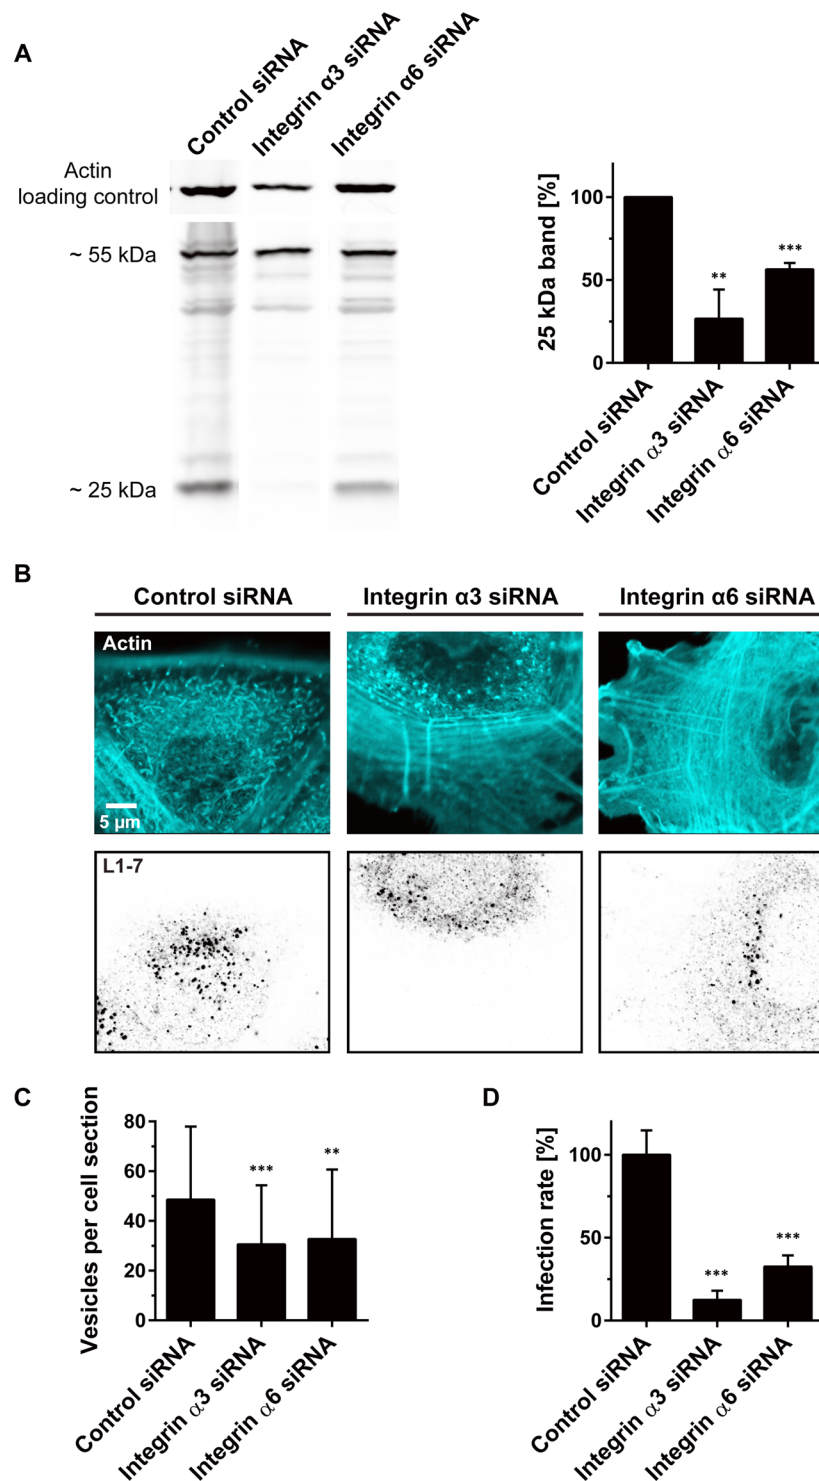 A
Control siRNA
Integrin α3 siRNA
Integrin α6 siRNA
Actin
loading control
~ 55 kDa
~ 25 kDa
25 kDa band [%]
100
50
0
**
***
Control siRNA
Integrin α3 siRNA
Integrin α6 siRNA
B
Control siRNA
Integrin α3 siRNA
Integrin α6 siRNA
Actin
5 µm
L1-7
C
Vesicles per cell section
80
60
40
20
0
***
**
Control siRNA
Integrin α3 siRNA
Integrin α6 siRNA
D
Infection rate [%]
100
50
0
***
***
Control siRNA
Integrin α3 siRNA
Integrin α6 siRNA